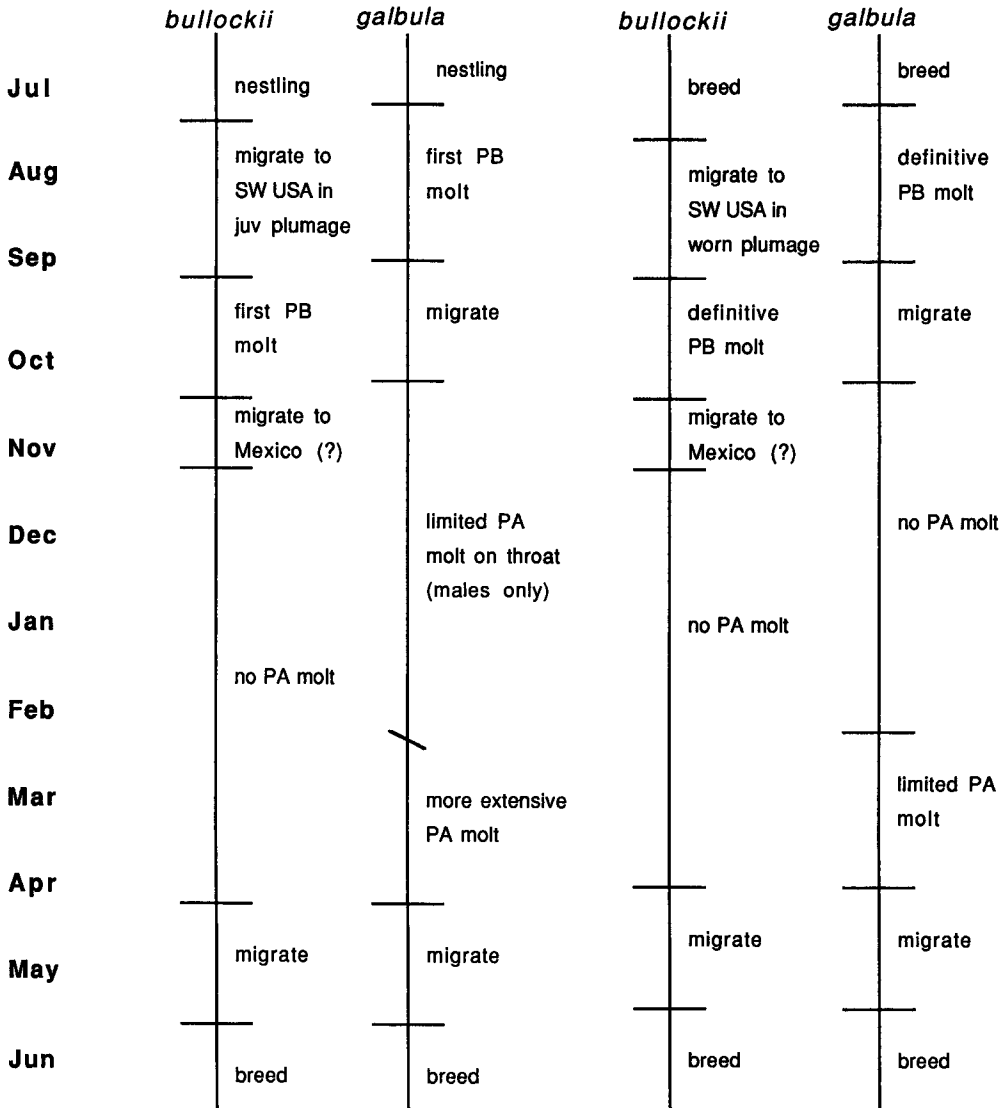 bullockii
galbula
bullockii
galbula
Jul
Aug
Sep
Oct
Nov
Dec
Jan
Feb
Mar
Apr
May
Jun
nestling
migrate to
SW USA in
juv plumage
first PB
molt
migrate to
Mexico (?)
no PA molt
migrate
breed
nestling
first PB
molt
migrate
limited PA
molt on throat
(males only)
more extensive
PA molt
migrate
breed
breed
migrate to
SW USA in
worn plumage
definitive
PB molt
migrate to
Mexico (?)
no PA molt
migrate
breed
breed
definitive
PB molt
migrate
no PA molt
limited PA
molt
migrate
breed